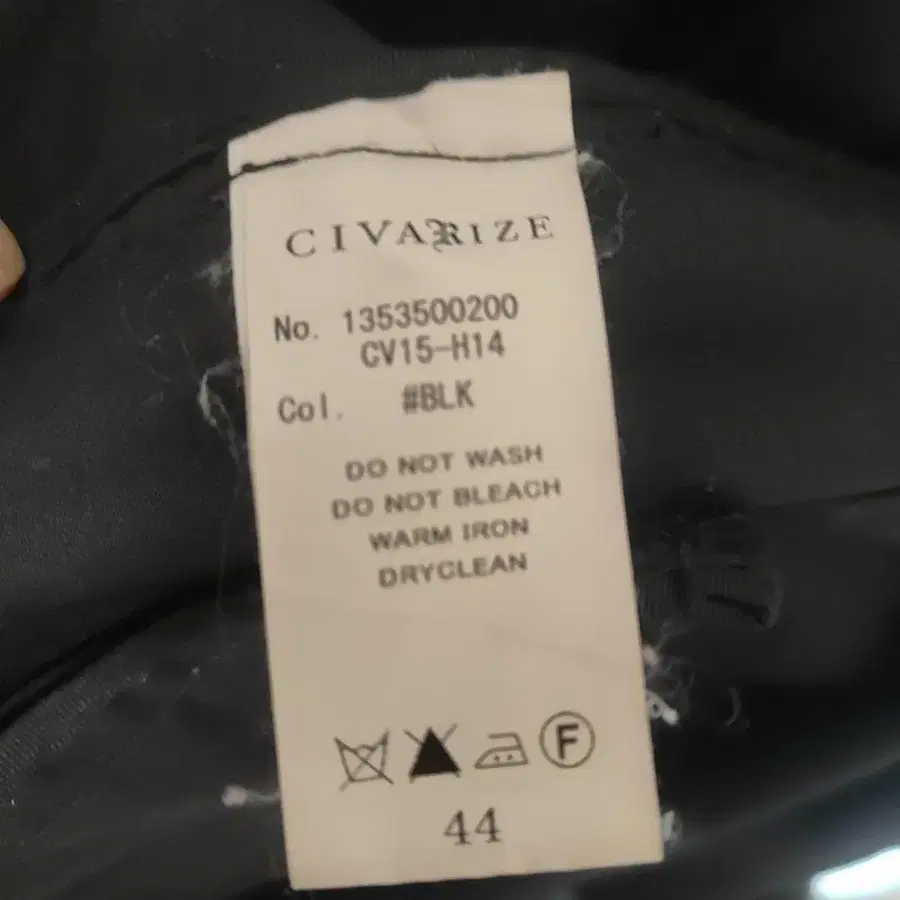 CIVARIZE
No. 1353500200
CV15-H14
Col. #BLK
DO NOT WASH
DO NOT BLEACH
WARM IRON
DRYCLEAN
F
44